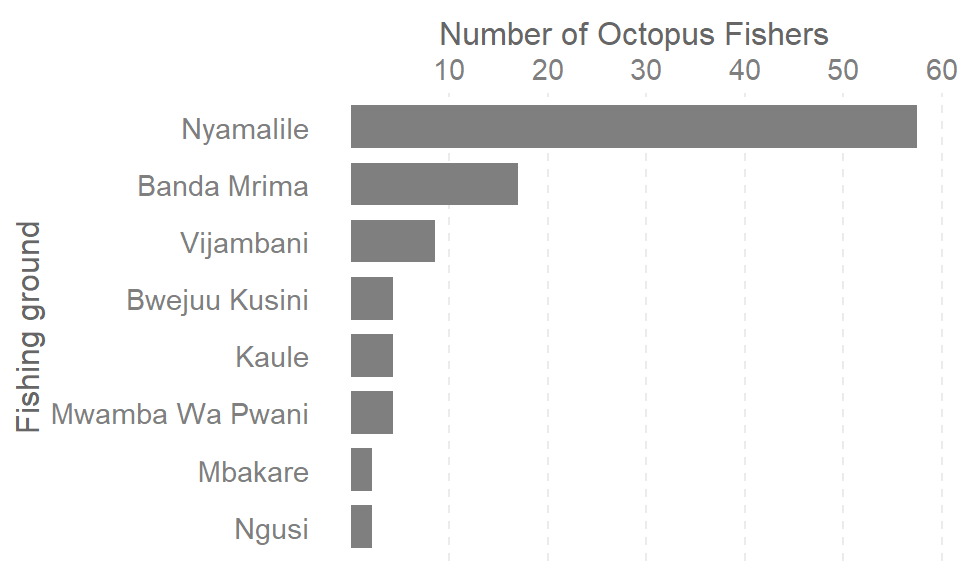 Number of Octopus Fishers
10 20 30 40 50 60
Fishing ground
Nyamalile
Banda Mrima
Vijambani
Bwejuu Kusini
Kaule
Mwamba Wa Pwani
Mbakare
Ngusi